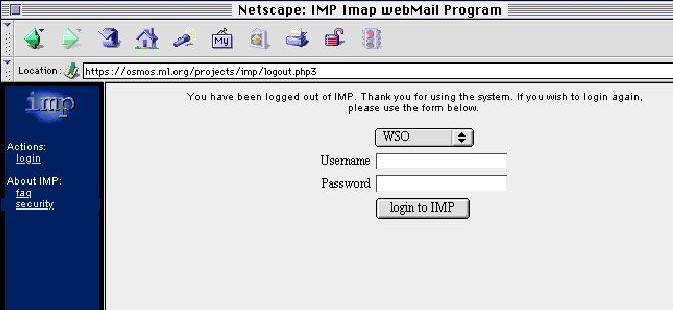 Netscape: IMP Imap webMail Program
My
Location: https://osmos.ml.org/projects/imp/logout.php3
imp
Actions:
login
About IMP:
faq
security
You have been logged out of IMP. Thank you for using the system. If you wish to login again,
please use the form below.
WSO
Username
Password
login to IMP